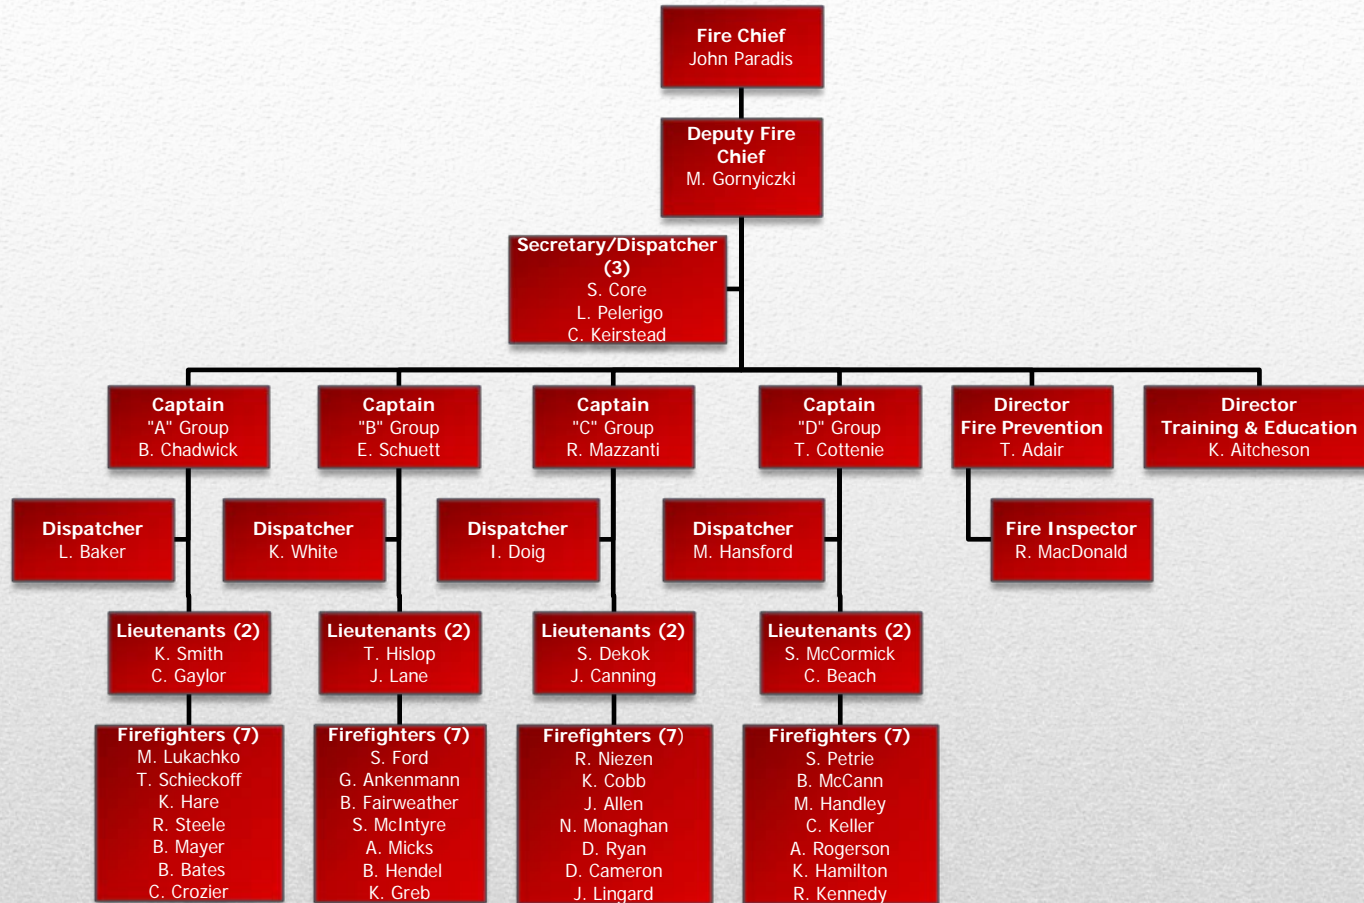 Fire Chief
John Paradis
Deputy Fire
Chief
M. Gornyiczki
Secretary/Dispatcher
(3)
S. Core
L. Pelerigo
C. Keirstead
Captain
"A" Group
B. Chadwick
Captain
"B" Group
E. Schuett
Captain
"C" Group
R. Mazzanti
Captain
"D" Group
T. Cottenie
Director
Fire Prevention
T. Adair
Director
Training & Education
K. Aitcheson
Dispatcher
L. Baker
Dispatcher
K. White
Dispatcher
I. Doig
Dispatcher
M. Hansford
Fire Inspector
R. MacDonald
Lieutenants (2)
K. Smith
C. Gaylor
Lieutenants (2)
T. Hislop
J. Lane
Lieutenants (2)
S. Dekok
J. Canning
Lieutenants (2)
S. McCormick
C. Beach
Firefighters (7)
M. Lukachko
T. Schieckoff
K. Hare
R. Steele
B. Mayer
B. Bates
C. Crozier
Firefighters (7)
S. Ford
G. Ankenmann
B. Fairweather
S. McIntyre
A. Micks
B. Hendel
K. Greb
Firefighters (7)
R. Niezen
K. Cobb
J. Allen
N. Monaghan
D. Ryan
D. Cameron
J. Lingard
Firefighters (7)
S. Petrie
B. McCann
M. Handley
C. Keller
A. Rogerson
K. Hamilton
R. Kennedy